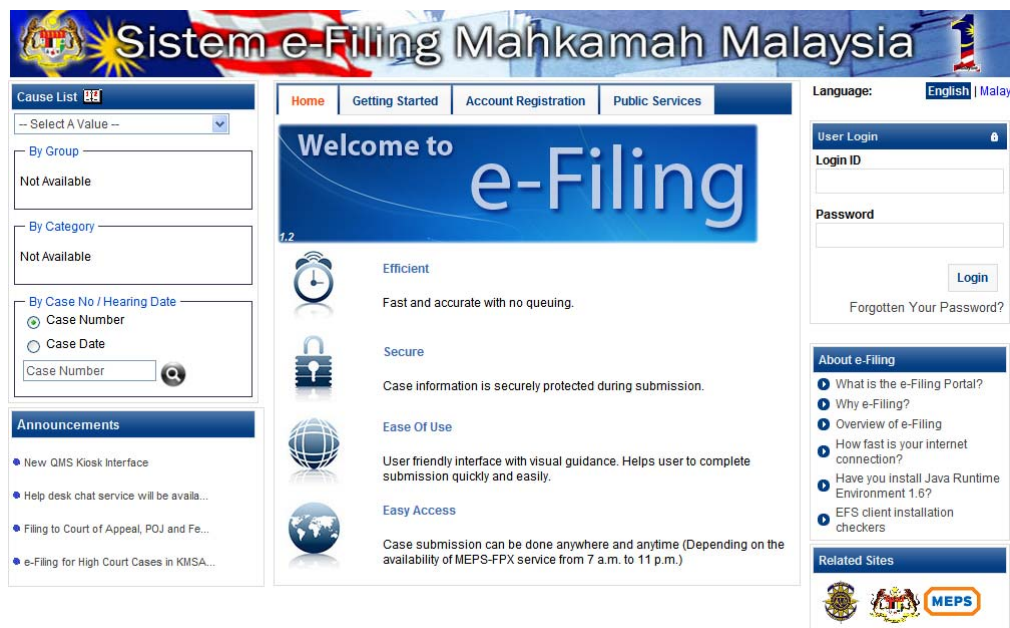 Sistem e-Filing Mahkamah Malaysia
Cause List
-- Select A Value --
By Group
Not Available
By Category
Not Available
By Case No / Hearing Date
Case Number
Case Date
Case Number
Announcements
New QMS Kiosk Interface
Help desk chat service will be availa...
Filing to Court of Appeal, POJ and Fe...
e-Filing for High Court Cases in KMSA...
Home Getting Started Account Registration Public Services
Welcome to
e-Filing
1.2
Efficient
Fast and accurate with no queuing.
Secure
Case information is securely protected during submission.
Ease Of Use
User friendly interface with visual guidance. Helps user to complete
submission quickly and easily.
Easy Access
Case submission can be done anywhere and anytime (Depending on the
availability of MEPS-FPX service from 7 a.m. to 11 p.m.)
Language: English | Malay
User Login
Login ID
Password
Login
Forgotten Your Password?
About e-Filing
What is the e-Filing Portal?
Why e-Filing?
Overview of e-Filing
How fast is your internet
connection?
Have you install Java Runtime
Environment 1.6?
EFS client installation
checkers
Related Sites
MEPS